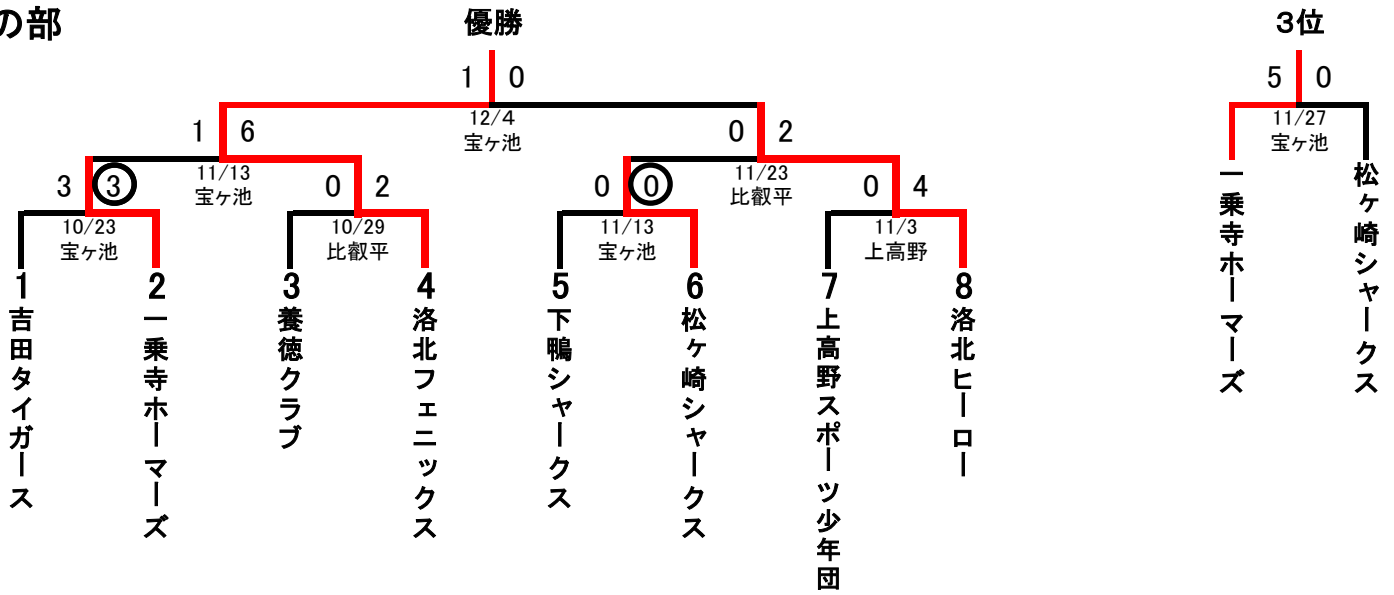 の部
優勝
3位
1 0
5 0
12/4
宝ヶ池
11/27
宝ヶ池
1 6
0 2
11/13
宝ヶ池
11/23
比叡平
3 ③
0 2
0 ⓪
0 4
10/23
宝ヶ池
10/29
比叡平
11/13
宝ヶ池
11/3
上高野
1 吉田タイガース
2 一乗寺ホーマーズ
3 養徳クラブ
4 洛北フェニックス
5 下鴨シャークス
6 松ヶ崎シャークス
7 上高野スポーツ少年団
8 洛北ヒーロー
一乗寺ホーマーズ
松ヶ崎シャークス